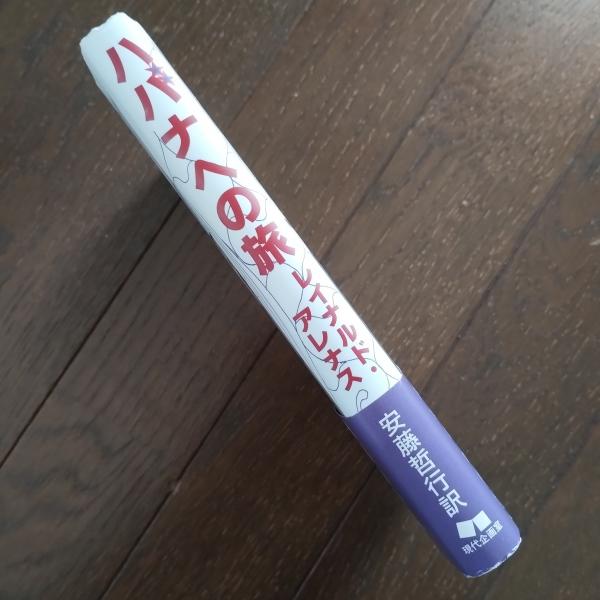 ハバナへの旅
レイナルド・
アレナス
安藤哲行訳
現代企画室